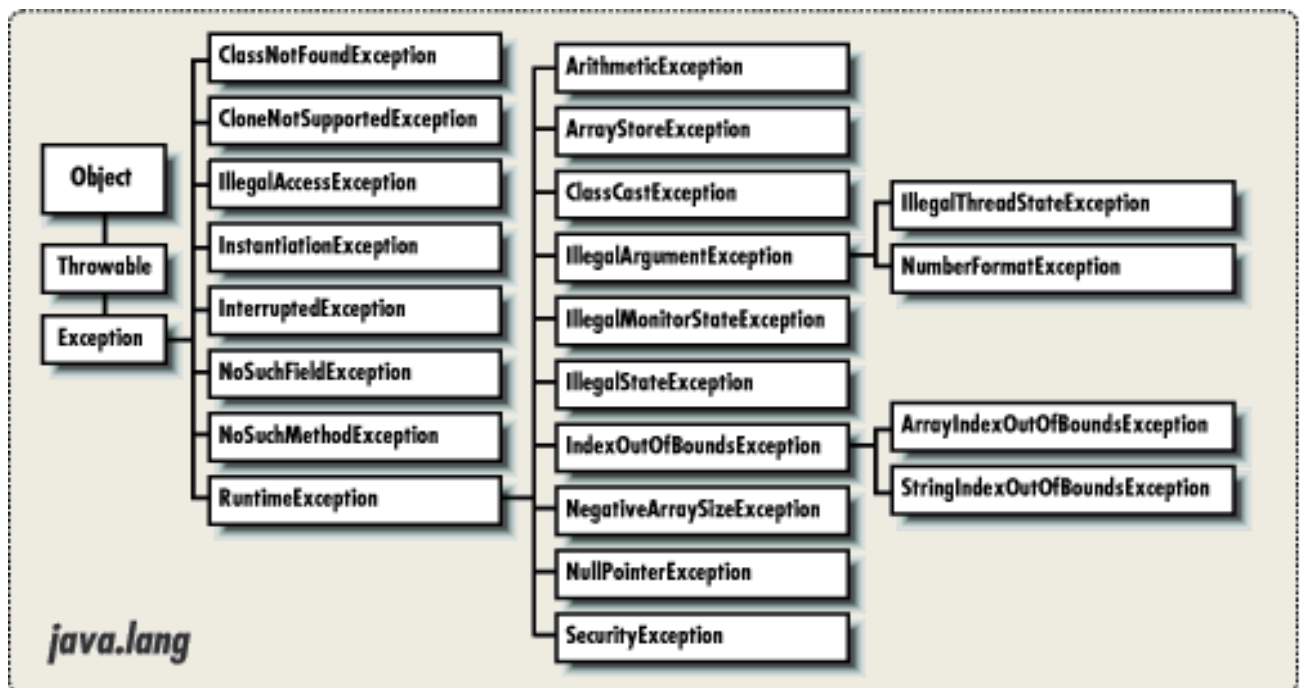 Object
Throwable
Exception
ClassNotFoundException
CloneNotSupportedException
IllegalAccessException
InstantiationException
InterruptedException
NoSuchFieldException
NoSuchMethodException
RuntimeException
ArithmeticException
ArrayStoreException
ClassCastException
IllegalArgumentException
IllegalMonitorStateException
IllegalStateException
IndexOutOfBoundsException
NegativeArraySizeException
NullPointerException
SecurityException
IllegalThreadStateException
NumberFormatException
ArrayIndexOutOfBoundsException
StringIndexOutOfBoundsException
java.lang